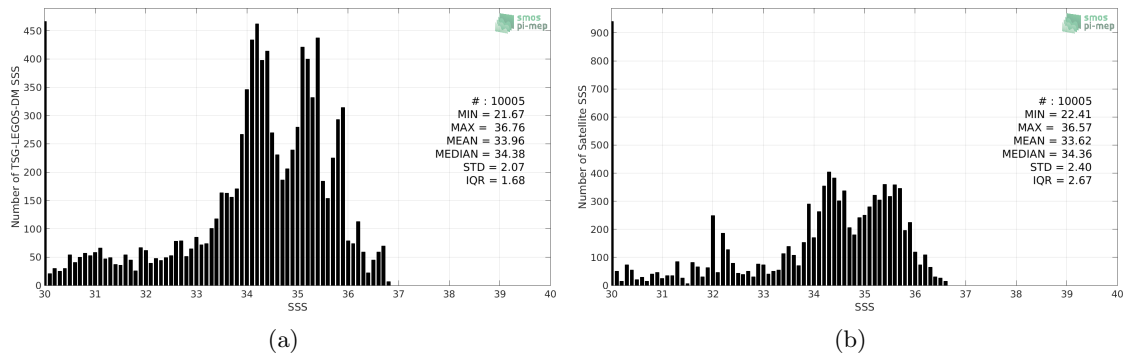 smos
pi-mep
Number of TSG-LEGOS-DM SSS
450
400
350
300
250
200
150
100
50
0
# : 10005
MIN = 21.67
MAX = 36.76
MEAN = 33.96
MEDIAN = 34.38
STD = 2.07
IQR = 1.68
30 31 32 33 34 35 36 37 38 39 40
SSS
(a)
smos
pi-mep
Number of Satellite SSS
900
800
700
600
500
400
300
200
100
0
# : 10005
MIN = 22.41
MAX = 36.57
MEAN = 33.62
MEDIAN = 34.36
STD = 2.40
IQR = 2.67
30 31 32 33 34 35 36 37 38 39 40
SSS
(b)